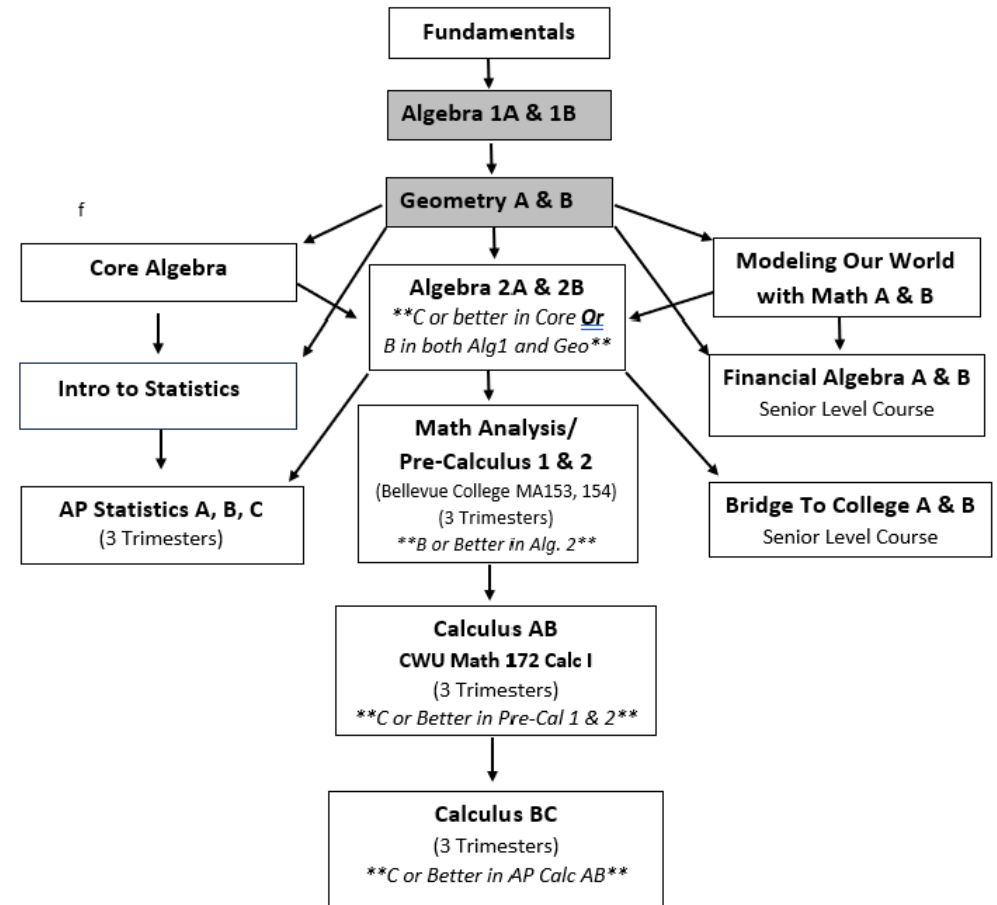 Fundamentals
Algebra 1A & 1B
Geometry A & B
f
Core Algebra
Algebra 2A & 2B
**C or better in Core Or
B in both Alg1 and Geo**
Modeling Our World
with Math A & B
Intro to Statistics
Financial Algebra A & B
Senior Level Course
Math Analysis/
Pre-Calculus 1 & 2
(Bellevue College MA153, 154)
(3 Trimesters)
**B or Better in Alg. 2**
AP Statistics A, B, C
(3 Trimesters)
Bridge To College A & B
Senior Level Course
Calculus AB
CWU Math 172 Calc I
(3 Trimesters)
**C or Better in Pre-Cal 1 & 2**
Calculus BC
(3 Trimesters)
**C or Better in AP Calc AB**